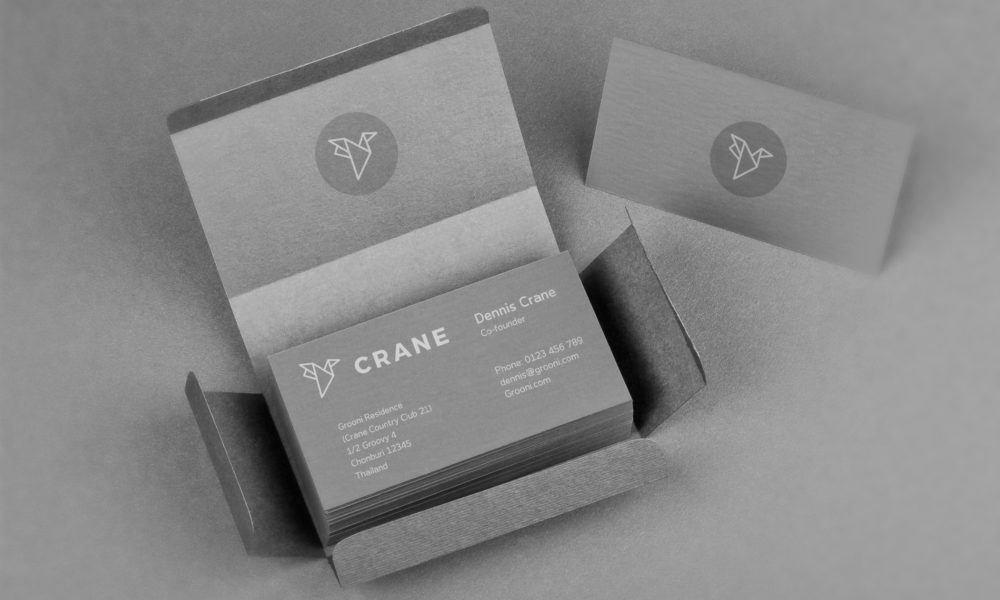 CRANE
Dennis Crane
Co-founder
Phone: 0123 456 789
dennis@grooni.com
Grooni.com
Grooni Residence
(Crane Country Club 21)
1/2 Groovy 4
Chonburi 12345
Thailand